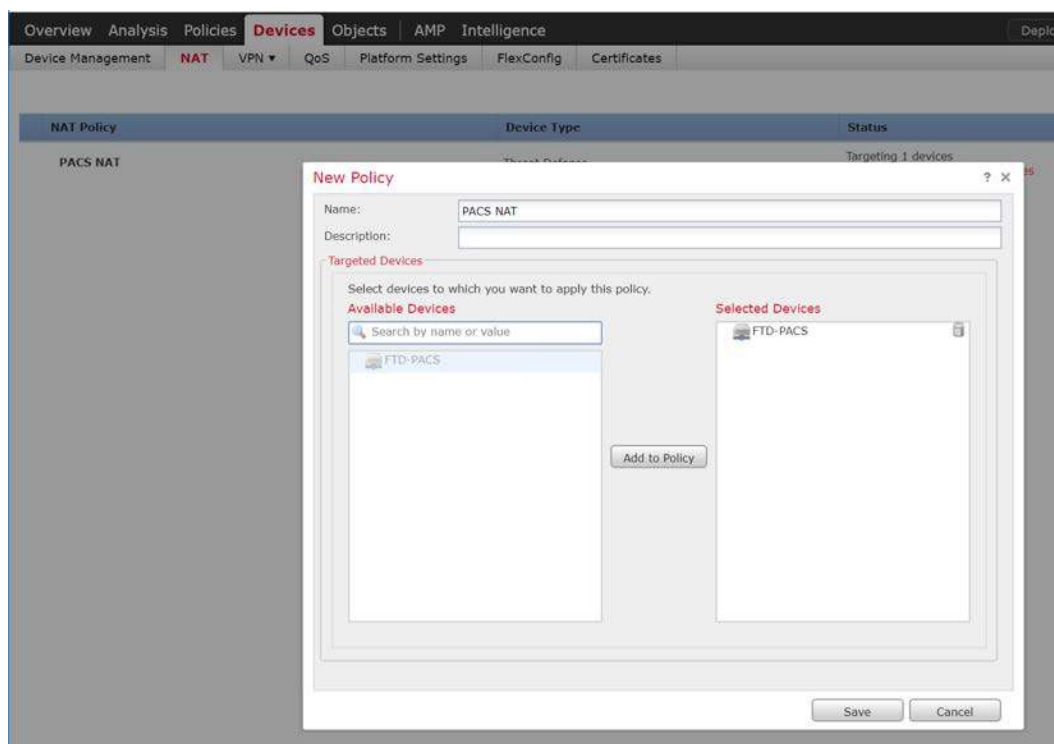 Overview Analysis Policies Devices Objects AMP Intelligence
Device Management NAT VPN ▾ QoS Platform Settings FlexConfig Certificates
NAT Policy Device Type Status
PACS NAT Threat Defense Targeting 1 devices
New Policy ? ×
Name: PACS NAT
Description:
Targeted Devices
Select devices to which you want to apply this policy.
Available Devices Selected Devices
Search by name or value FTD-PACS
FTD-PACS
Add to Policy
Save Cancel